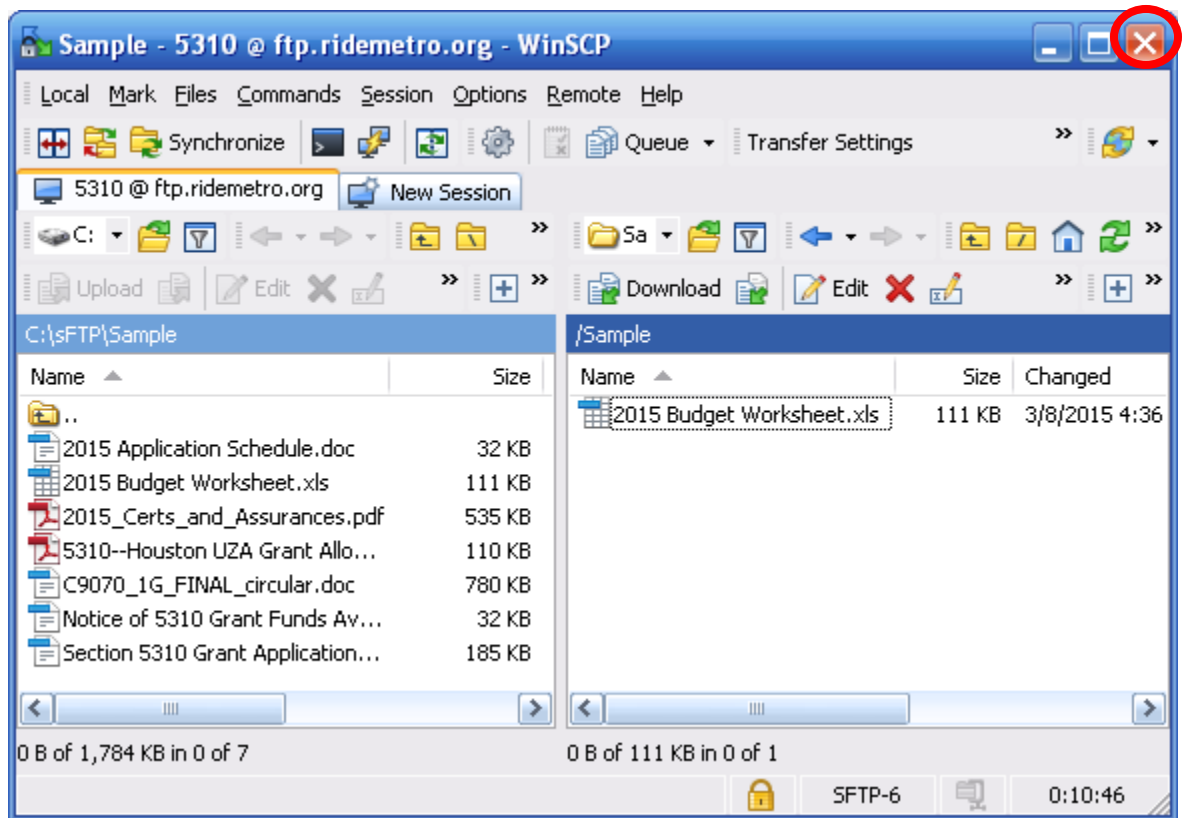 Sample - 5310 @ ftp.ridemetro.org - WinSCP
Local Mark Files Commands Session Options Remote Help
Synchronize Queue Transfer Settings »
5310 @ ftp.ridemetro.org New Session
C: » Sa »
Upload Edit » » Download Edit » »
C:\sFTP\Sample /Sample
Name Size Name Size Changed
.. 2015 Budget Worksheet.xls 111 KB 3/8/2015 4:36
2015 Application Schedule.doc 32 KB
2015 Budget Worksheet.xls 111 KB
2015_Certs_and_Assurances.pdf 535 KB
5310--Houston UZA Grant Allo... 110 KB
C9070_1G_FINAL_circular.doc 780 KB
Notice of 5310 Grant Funds Av... 32 KB
Section 5310 Grant Application... 185 KB
0 B of 1,784 KB in 0 of 7 0 B of 111 KB in 0 of 1
SFTP-6 0:10:46